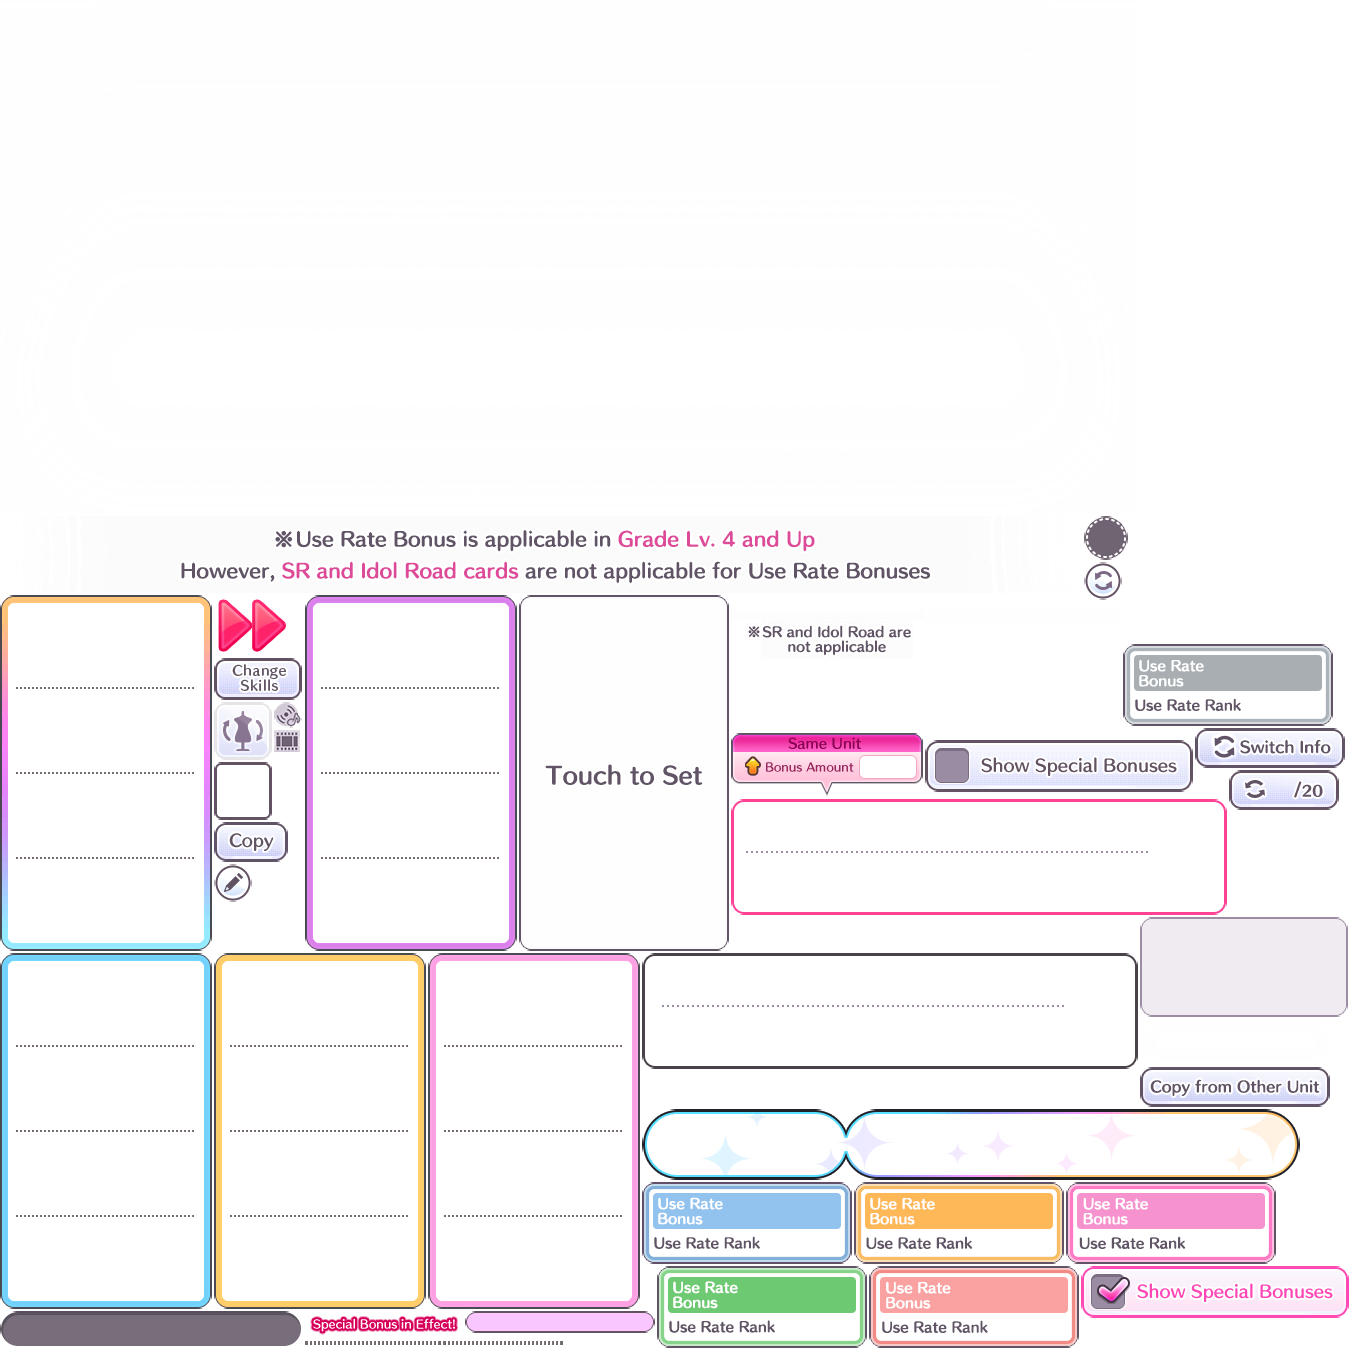 ※Use Rate Bonus is applicable in Grade Lv. 4 and Up
However, SR and Idol Road cards are not applicable for Use Rate Bonuses
※SR and Idol Road are
not applicable
Change
Skills
Use Rate
Bonus
Use Rate Rank
Same Unit
Bonus Amount
Show Special Bonuses
Switch Info
/20
Touch to Set
Copy
Copy from Other Unit
Use Rate
Bonus
Use Rate Rank
Use Rate
Bonus
Use Rate Rank
Use Rate
Bonus
Use Rate Rank
Use Rate
Bonus
Use Rate Rank
Use Rate
Bonus
Use Rate Rank
Show Special Bonuses
Special Bonus in Effect!